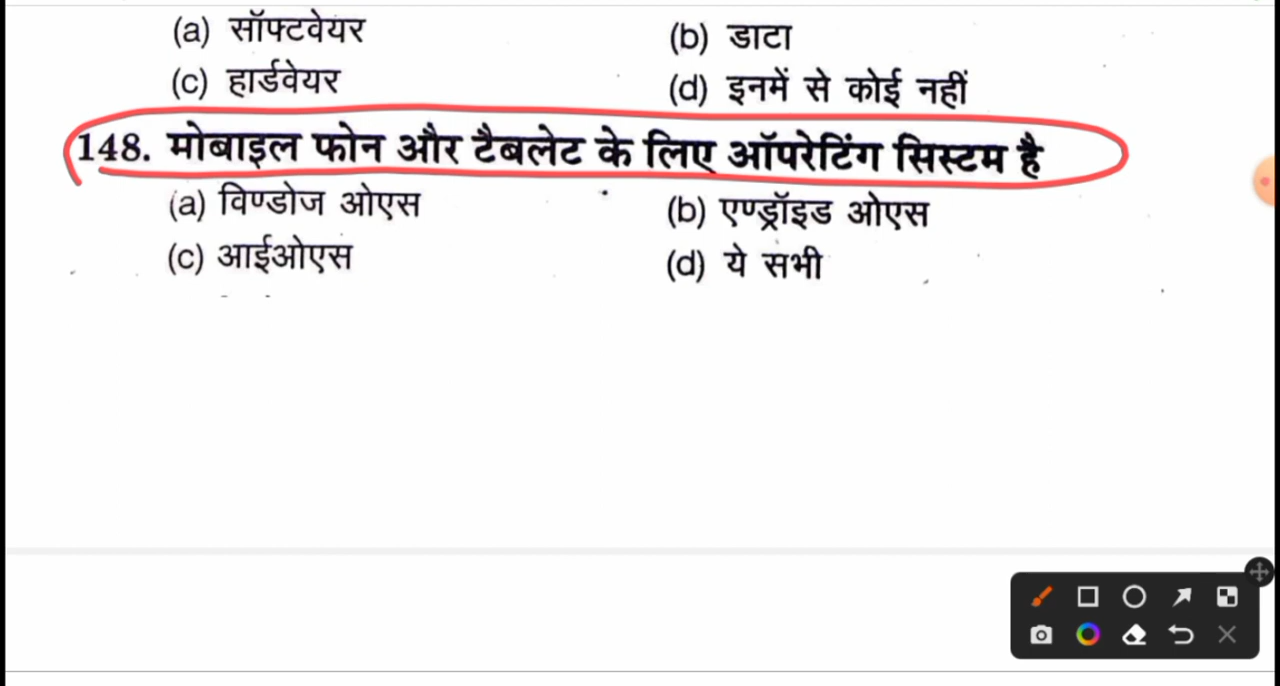 (a) सॉफ्टवेयर (b) डाटा
(c) हार्डवेयर (d) इनमें से कोई नहीं
148. मोबाइल फोन और टैबलेट के लिए ऑपरेटिंग सिस्टम है
(a) विण्डोज ओएस (b) एण्ड्रॉइड ओएस
(c) आईओएस (d) ये सभी